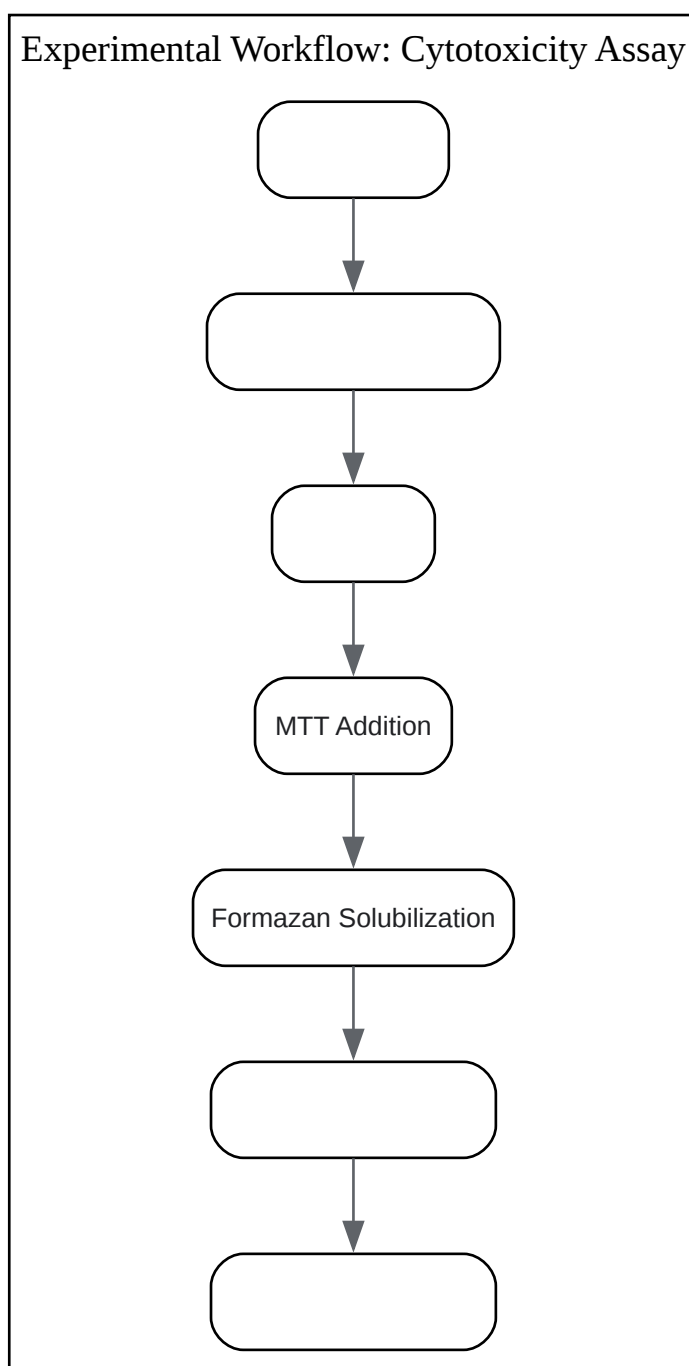 Experimental Workflow: Cytotoxicity Assay
MTT Addition
Formazan Solubilization